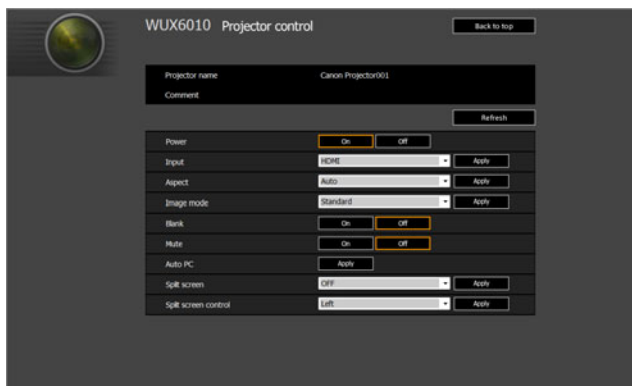 WUX6010 Projector control Back to top
Projector name Canon Projector001
Comment
Refresh
Power On Off
Input HDMI Apply
Aspect Auto Apply
Image mode Standard Apply
Blank On Off
Mute On Off
Auto PC Apply
Split screen OFF Apply
Split screen control Left Apply